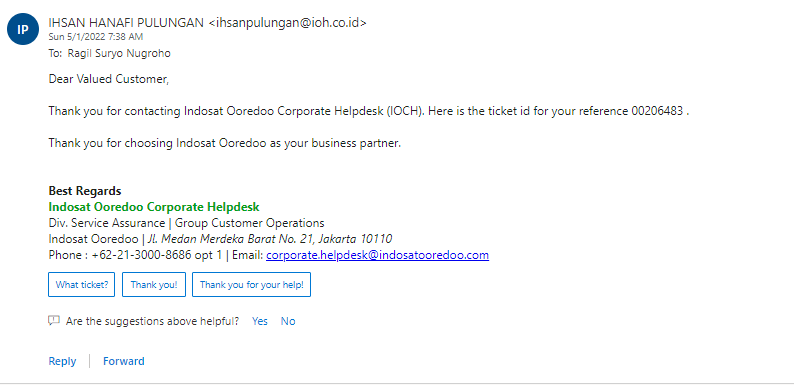 IP
IHSAN HANAFI PULUNGAN <ihsanpulungan@ioh.co.id>
Sun 5/1/2022 7:38 AM
To: Ragil Suryo Nugroho
Dear Valued Customer,
Thank you for contacting Indosat Ooredoo Corporate Helpdesk (IOCH). Here is the ticket id for your reference 00206483 .
Thank you for choosing Indosat Ooredoo as your business partner.
Best Regards
Indosat Ooredoo Corporate Helpdesk
Div. Service Assurance | Group Customer Operations
Indosat Ooredoo | Jl. Medan Merdeka Barat No. 21, Jakarta 10110
Phone : +62-21-3000-8686 opt 1 | Email: corporate.helpdesk@indosatooredoo.com
What ticket? Thank you! Thank you for your help!
Are the suggestions above helpful? Yes No
Reply Forward